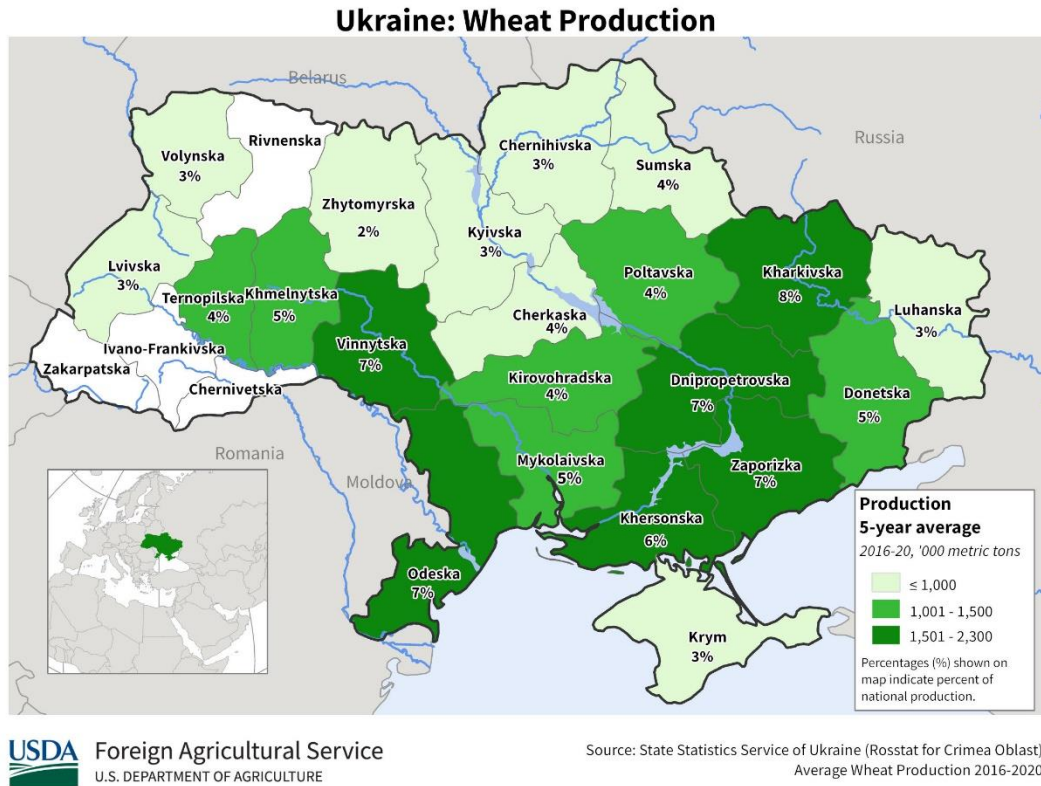 Ukraine: Wheat Production
Belarus
Russia
Rivnenska
Volynska
3%
Chernihivska
3%
Sumska
4%
Zhytomyrska
2%
Kyivska
3%
Lvivska
3%
Ternopilska
4%
Khmelnytska
5%
Poltavska
4%
Kharkivska
8%
Luhanska
3%
Cherkaska
4%
Vinnytska
7%
Ivano-Frankivska
Zakarpatska
Chernivetska
Kirovohradska
4%
Dnipropetrovska
7%
Donetska
5%
Romania
Moldova
Mykolaivska
5%
Zaporizka
7%
Khersonska
6%
Odeska
7%
Krym
3%
Production
5-year average
2016-20, '000 metric tons
≤ 1,000
1,001 - 1,500
1,501 - 2,300
Percentages (%) shown on
map indicate percent of
national production.
USDA
Foreign Agricultural Service
U.S. DEPARTMENT OF AGRICULTURE
Source: State Statistics Service of Ukraine (Rosstat for Crimea Oblast)
Average Wheat Production 2016-2020